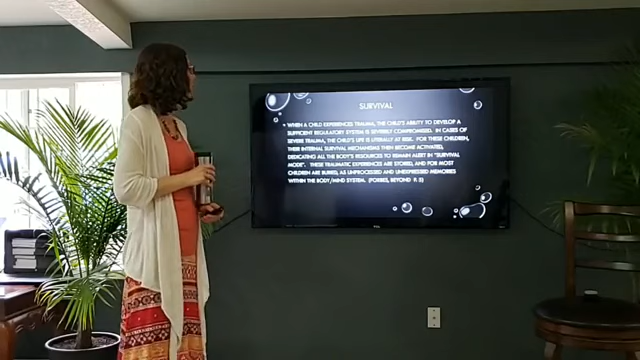 SURVIVAL
• WHEN A CHILD EXPERIENCES TRAUMA, THE CHILD'S ABILITY TO DEVELOP A
SUFFICIENT REGULATORY SYSTEM IS SEVERELY COMPROMISED. IN CASES OF
SEVERE TRAUMA, THE CHILD'S LIFE IS LITERALLY AT RISK. FOR THESE CHILDREN,
THEIR INTERNAL SURVIVAL MECHANISMS THEN BECOME ACTIVATED,
DEDICATING ALL THE BODY'S RESOURCES TO REMAIN ALERT IN "SURVIVAL
MODE". THESE TRAUMATIC EXPERIENCES ARE STORED, AND FOR MOST
CHILDREN ARE BURIED, AS UNPROCESSED AND UNEXPRESSED MEMORIES
WITHIN THE BODY/MIND SYSTEM. (FORBES, BEYOND P. 5)
TCL